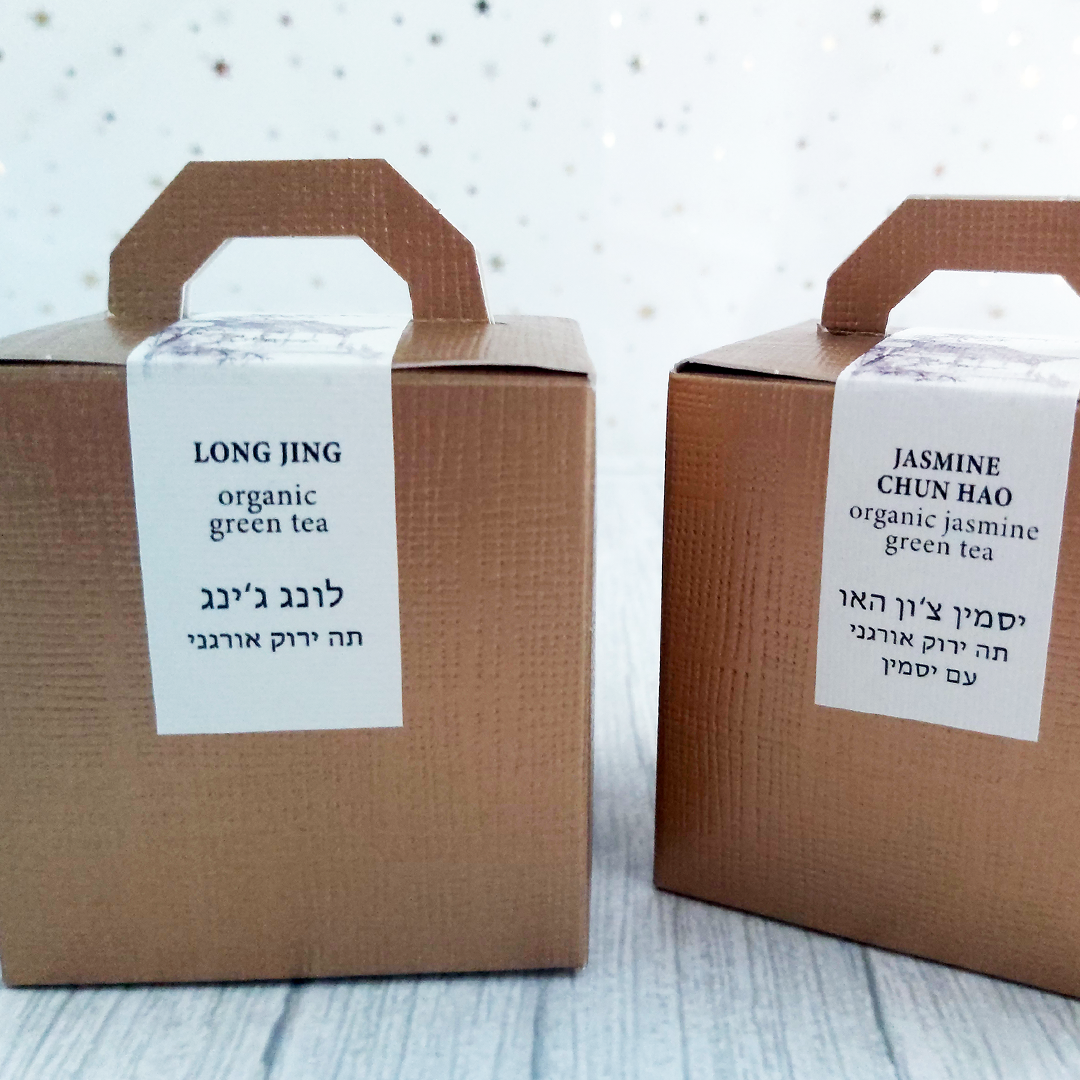 LONG JING
organic
green tea
לונג ג'ינג
תה ירוק אורגני
JASMINE
CHUN HAO
organic jasmine
green tea
יסמין צ'ון האו
תה ירוק אורגני
עם יסמין